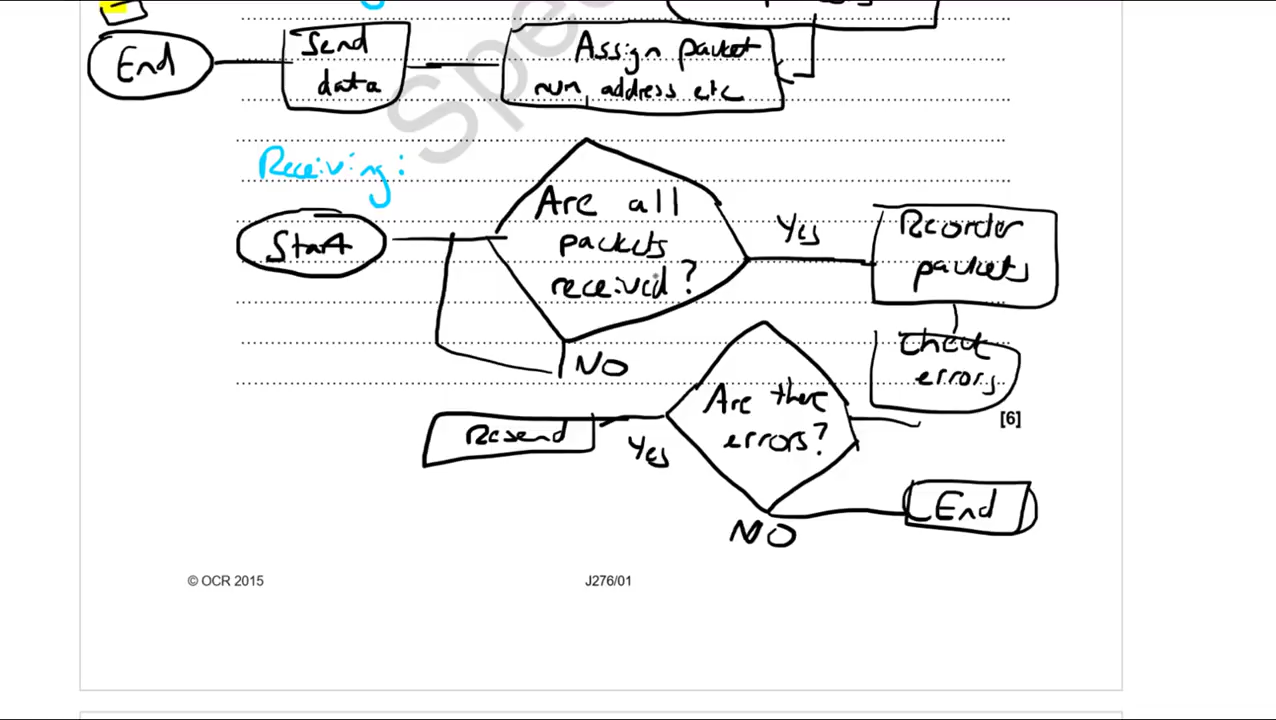 End
Send
data
Assign packet
num address etc
Spe
Receiving:
Start
Are all
packets
received?
Yes
Reorder
packets
NO
Check
errors
[6]
Are there
errors?
Yes
Resend
NO
End
© OCR 2015
J276/01